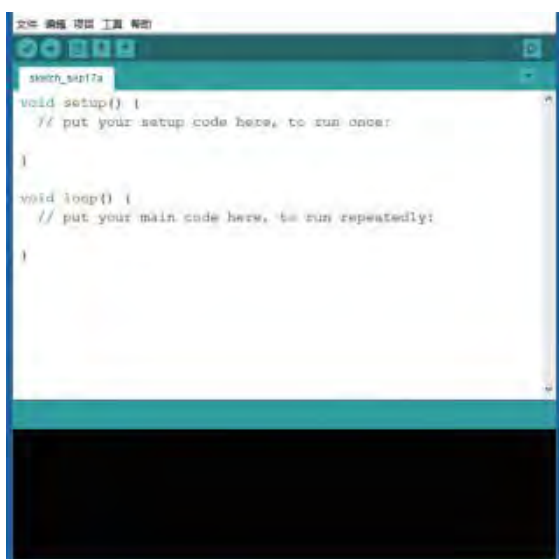 文件 编辑 项目 工具 帮助
sketch_sep17a
void setup() {
// put your setup code here, to run once:
}
void loop() {
// put your main code here, to run repeatedly:
}